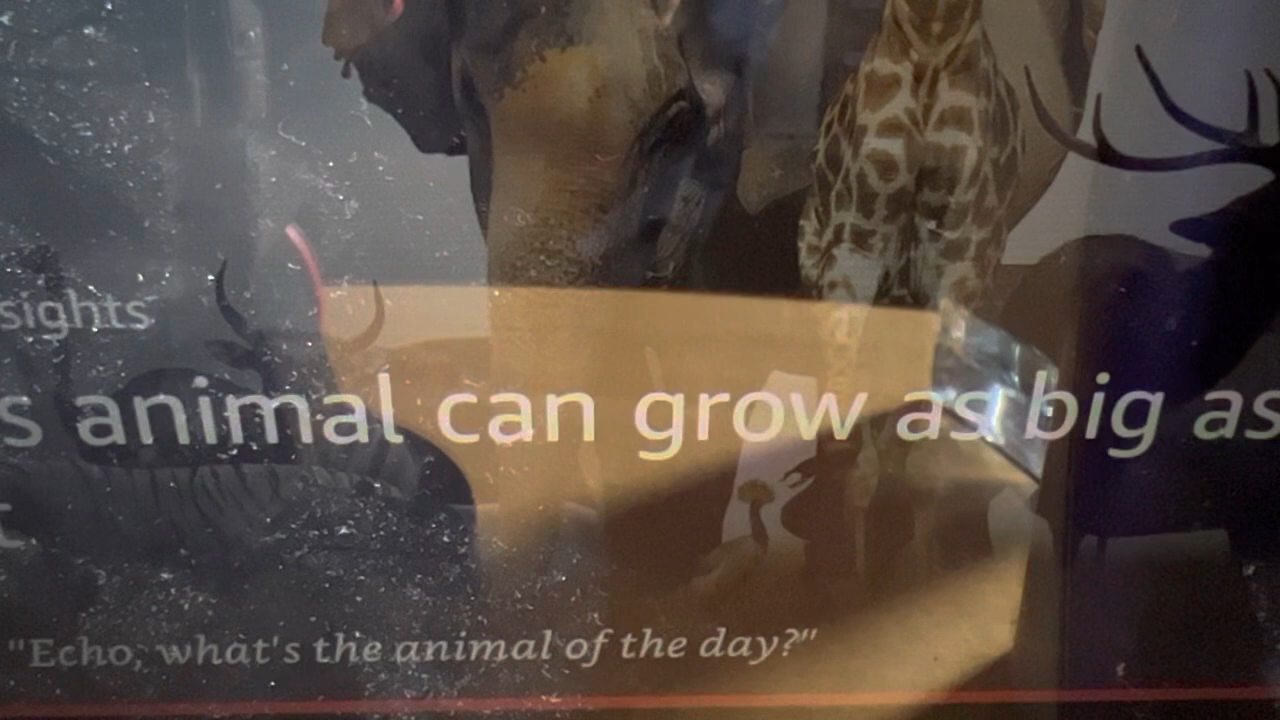 sights
s animal can grow as big as
t
"Echo, what's the animal of the day?"